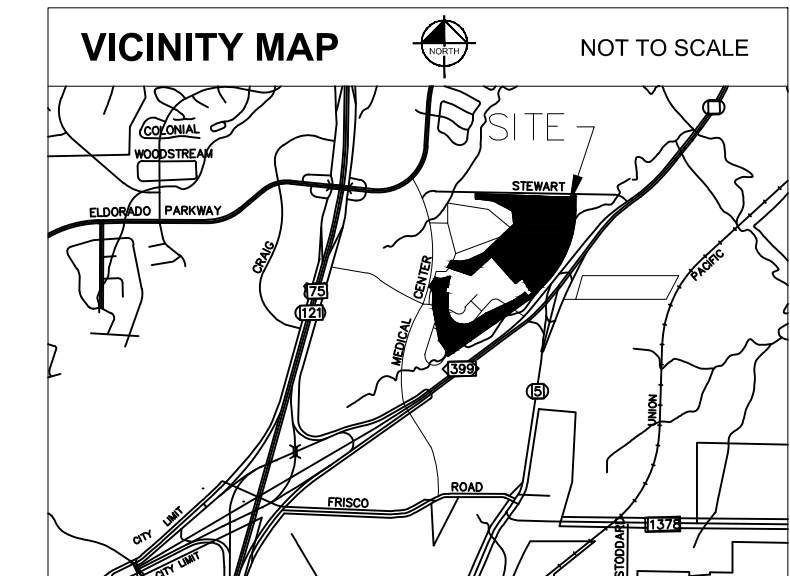 VICINITY MAP
NORTH
NOT TO SCALE
COLONIAL
WOODSTREAM
SITE
STEWART
ELDORADO PARKWAY
CRAIG
MEDICAL CENTER
PACIFIC
75
121
399
5
UNION
FRISCO ROAD
CITY LIMIT
CITY LIMIT
1378
STODDARD